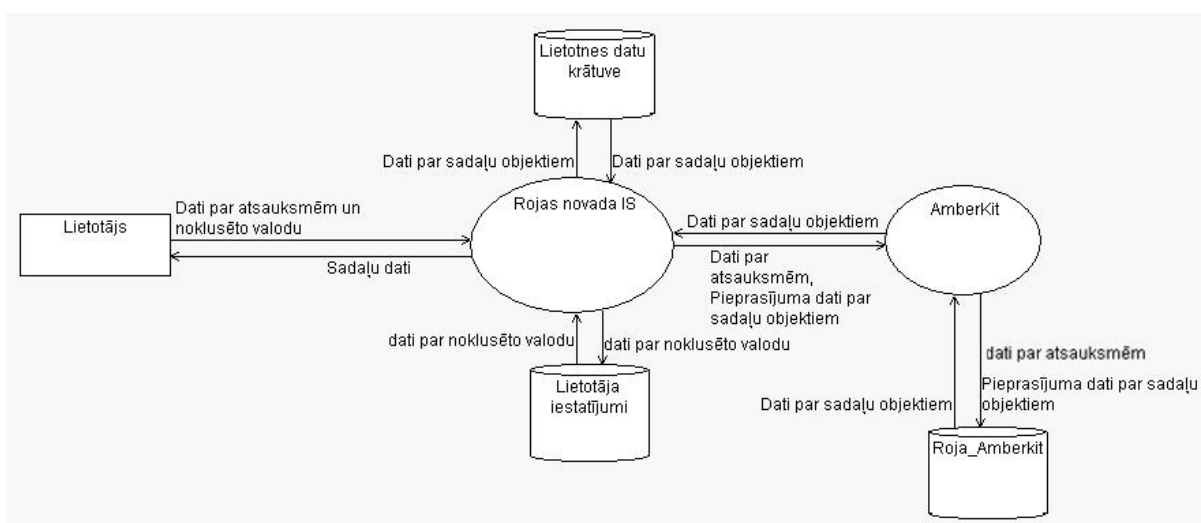 Lietotnes datu
krātuve
Dati par sadaļu objektiem
Dati par sadaļu objektiem
Rojas novada IS
AmberKit
Lietotājs
Dati par atsauksmēm un
noklusēto valodu
Sadaļu dati
Dati par sadaļu objektiem
Dati par
atsauksmēm,
Pieprasījuma dati par
sadaļu objektiem
dati par noklusēto valodu
dati par noklusēto valodu
Lietotāja
iestatījumi
dati par atsauksmēm
Pieprasījuma dati par sadaļu
objektiem
Dati par sadaļu objektiem
Roja_Amberkit